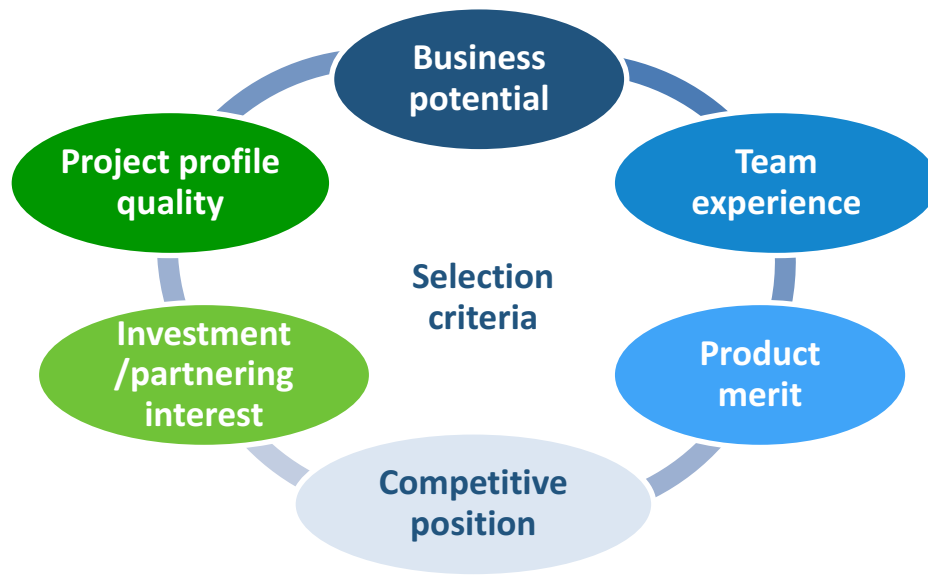 Business
potential
Team
experience
Product
merit
Competitive
position
Investment
/partnering
interest
Project profile
quality
Selection
criteria